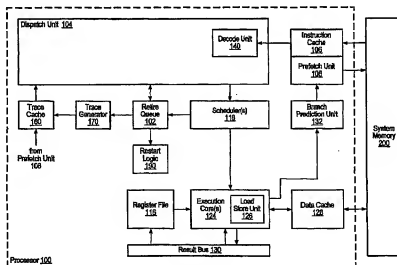 Dispatch Unit 104
Decode Unit
140
Instruction
Cache
106
Prefetch Unit
108
Trace
Cache
160
Trace
Generator
170
Retire
Queue
102
Scheduler(s)
118
Branch
Prediction Unit
132
System
Memory
200
from
Prefetch Unit
108
Restart
Logic
190
Register File
116
Execution
Core(s)
124
Load
Store Unit
126
Data Cache
128
Result Bus 130
Processor 100